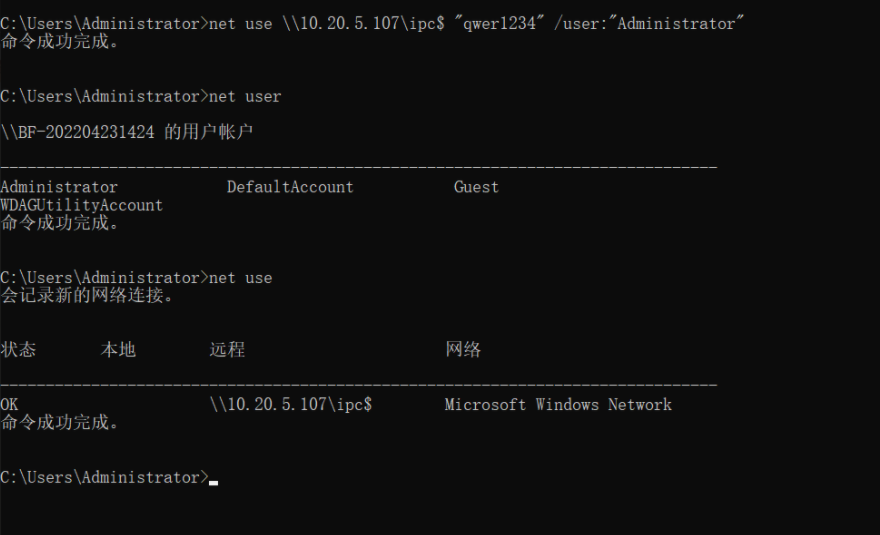 C:\Users\Administrator>net use \\10.20.5.107\ipc$ "qwer1234" /user:"Administrator"
命令成功完成。
C:\Users\Administrator>net user
\\BF-202204231424 的用户帐户
-------------------------------------------------------------------------------
Administrator            DefaultAccount           Guest
WDAGUtilityAccount
命令成功完成。
C:\Users\Administrator>net use
会记录新的网络连接。
状态       本地        远程                      网络
-------------------------------------------------------------------------------
OK                     \\10.20.5.107\ipc$        Microsoft Windows Network
命令成功完成。
C:\Users\Administrator>